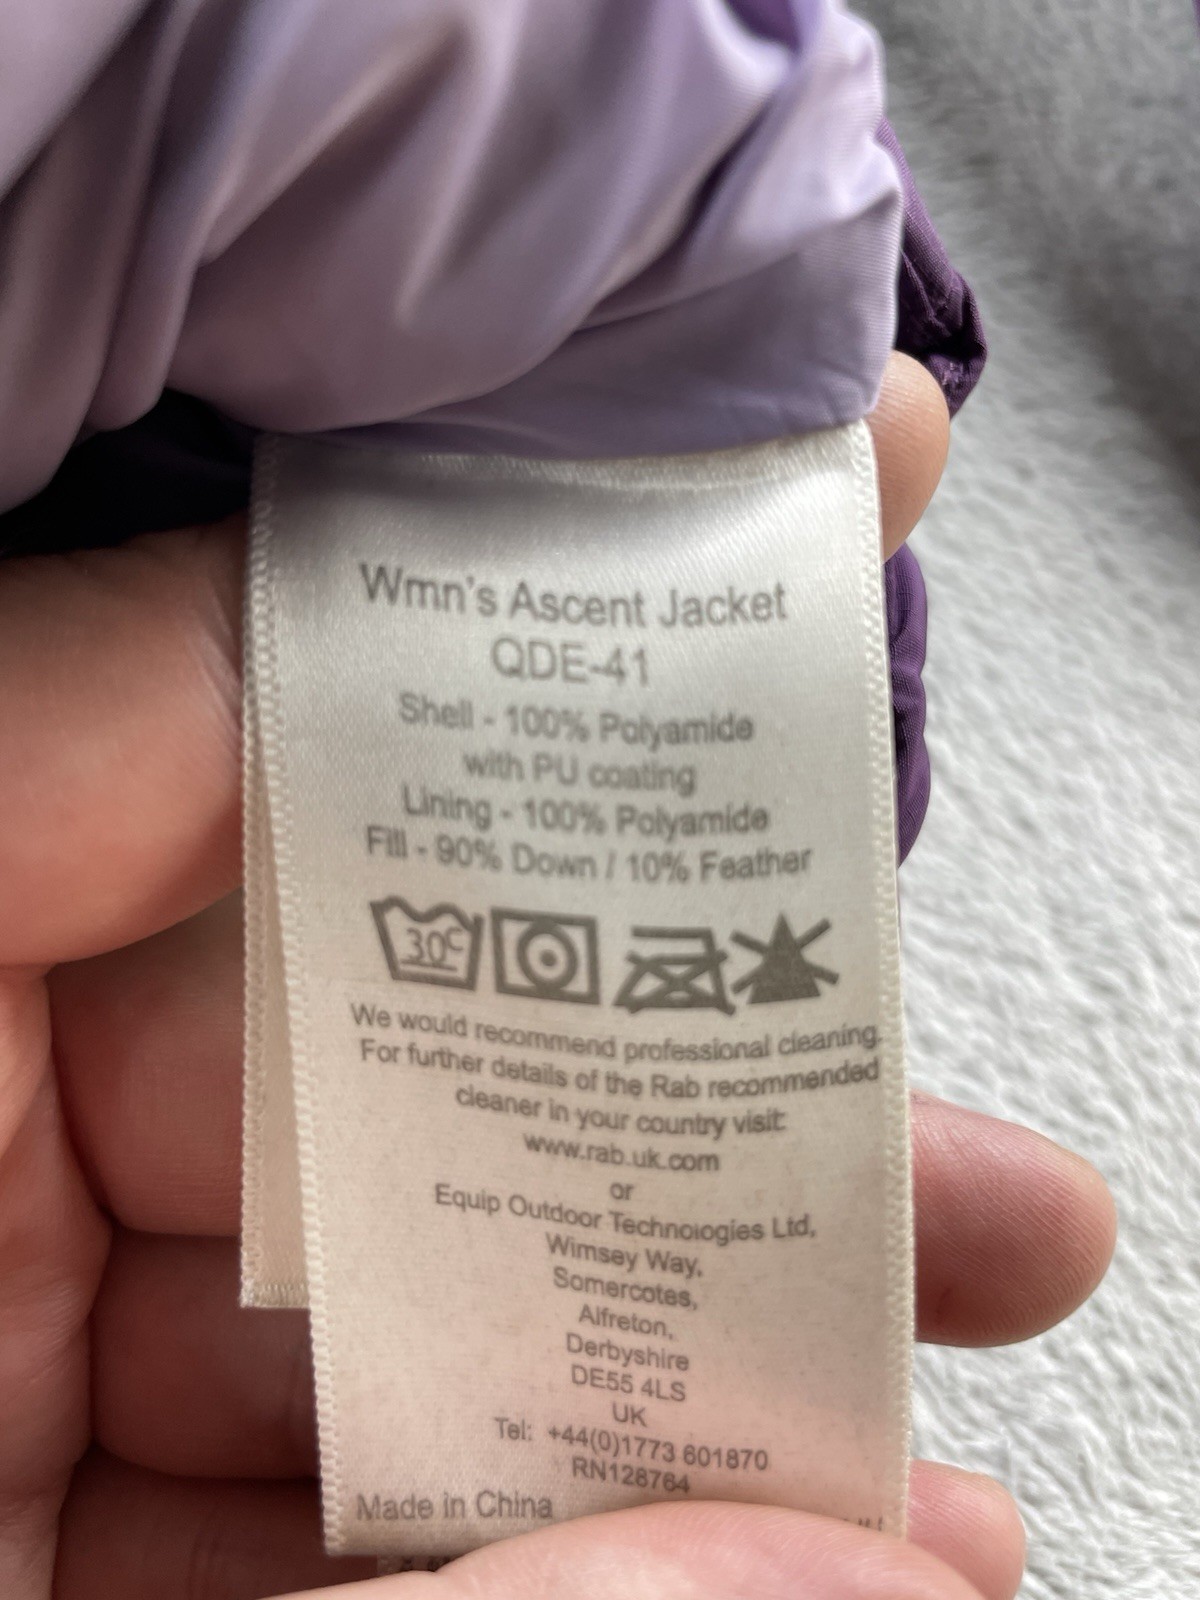 Wmn's Ascent Jacket
QDE-41
Shell - 100% Polyamide
with PU coating
Lining - 100% Polyamide
Fill - 90% Down / 10% Feather
30C
We would recommend professional cleaning.
For further details of the Rab recommended
cleaner in your country visit:
www.rab.uk.com
or
Equip Outdoor Technologies Ltd,
Wimsey Way,
Somercotes,
Alfreton,
Derbyshire
DE55 4LS
UK
Tel: +44(0)1773 601870
RN128764
Made in China